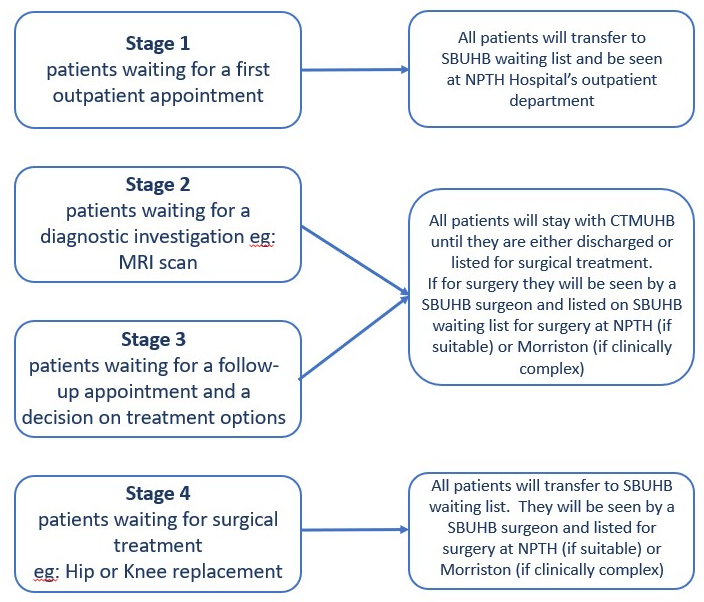 Stage 1
patients waiting for a first
outpatient appointment
All patients will transfer to
SBUHB waiting list and be seen
at NPTH Hospital’s outpatient
department
Stage 2
patients waiting for a
diagnostic investigation eg:
MRI scan
All patients will stay with CTMUHB
until they are either discharged or
listed for surgical treatment.
If for surgery they will be seen by a
SBUHB surgeon and listed on SBUHB
waiting list for surgery at NPTH (if
suitable) or Morriston (if clinically
complex)
Stage 3
patients waiting for a follow-
up appointment and a
decision on treatment options
Stage 4
patients waiting for surgical
treatment
eg: Hip or Knee replacement
All patients will transfer to SBUHB
waiting list.  They will be seen by a
SBUHB surgeon and listed for
surgery at NPTH (if suitable) or
Morriston (if clinically complex)